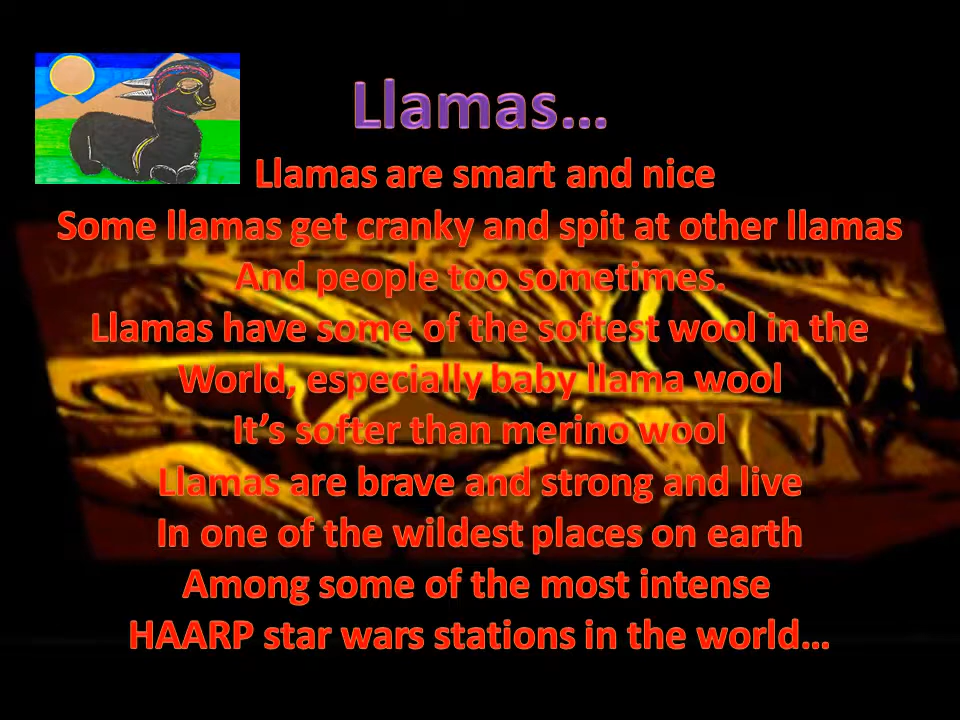 Llamas...
Llamas are smart and nice
Some llamas get cranky and spit at other llamas
And people too sometimes.
Llamas have some of the softest wool in the
World, especially baby llama wool
It’s softer than merino wool
Llamas are brave and strong and live
In one of the wildest places on earth
Among some of the most intense
HAARP star wars stations in the world...